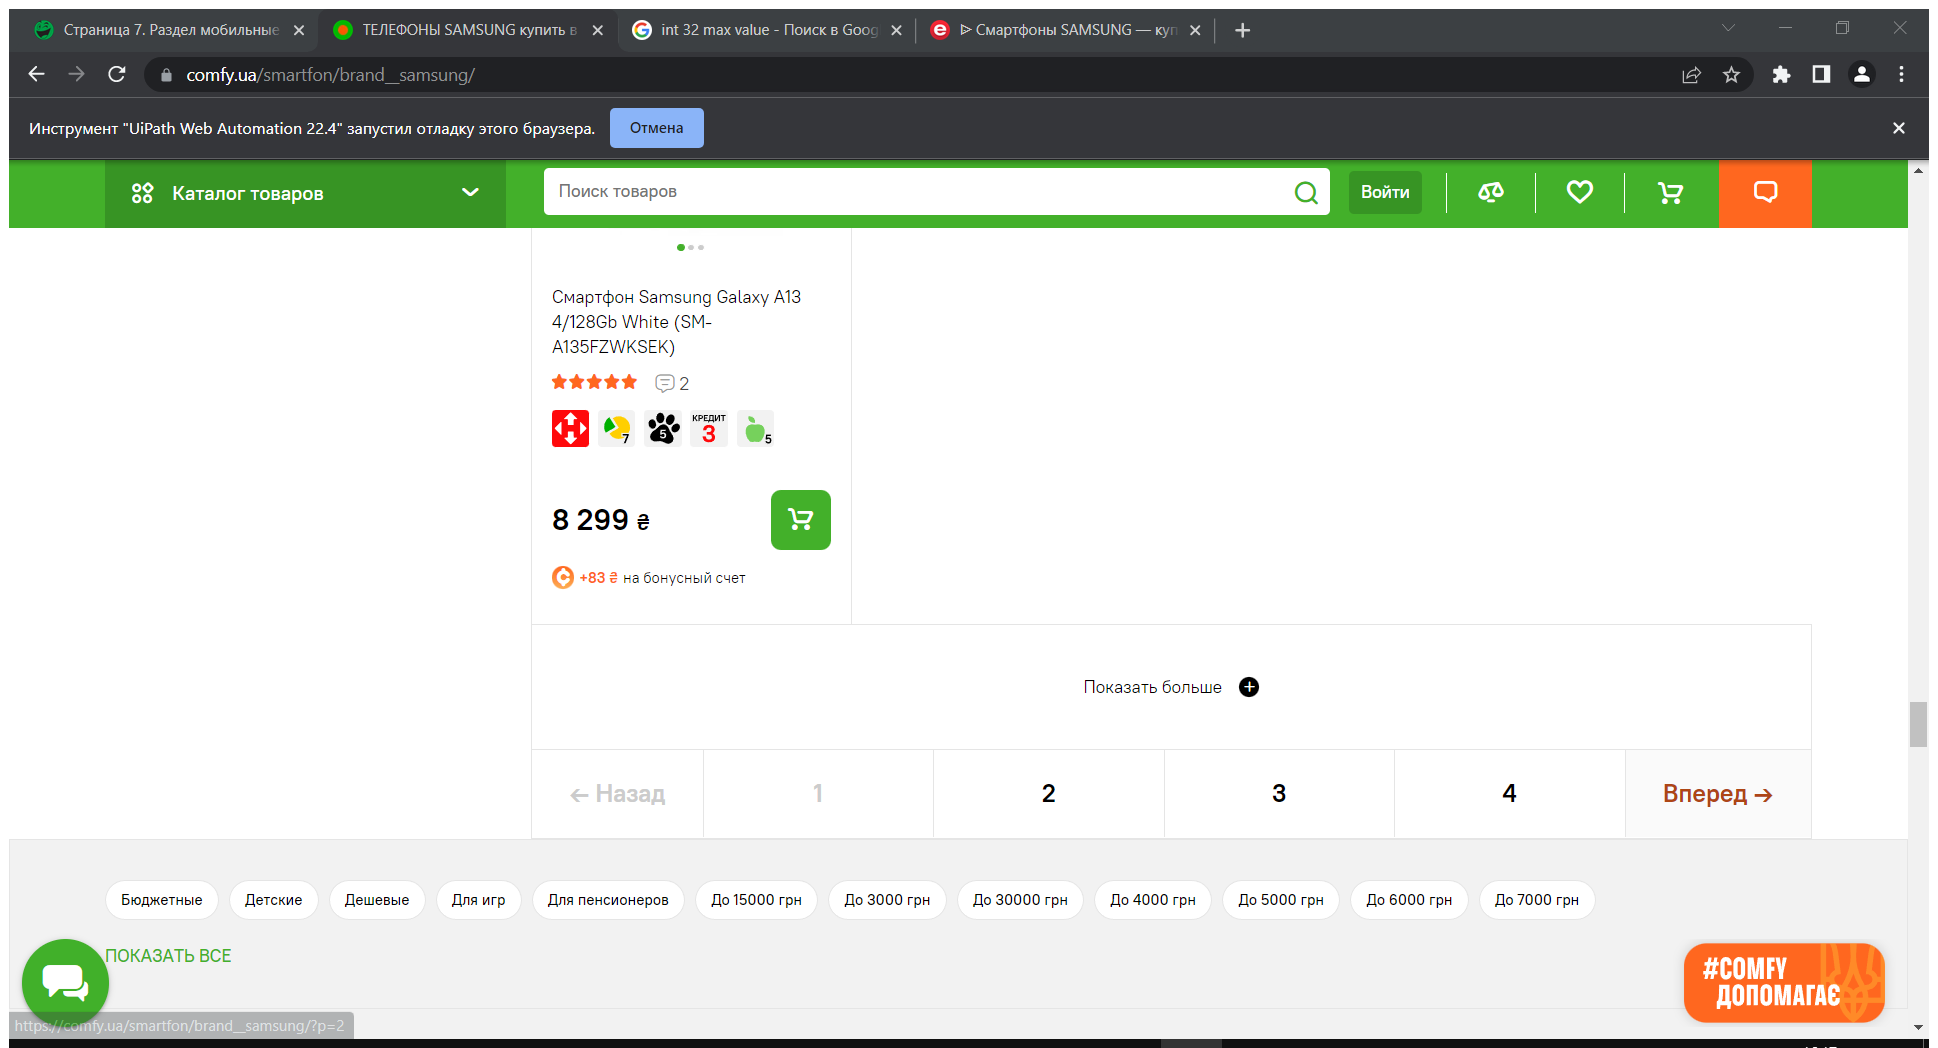 Страница 7. Раздел мобильные
ТЕЛЕФОНЫ SAMSUNG купить в
int 32 max value - Поиск в Goog
ᐉ Смартфоны SAMSUNG — куп
comfy.ua/smartfon/brand__samsung/
Инструмент "UiPath Web Automation 22.4" запустил отладку этого браузера.
Отмена
Каталог товаров
Поиск товаров
Войти
Смартфон Samsung Galaxy A13
4/128Gb White (SM-
A135FZWKSEK)
2
7
5
КРЕДИТ
3
5
8 299 ₴
+83 ₴ на бонусный счет
Показать больше
← Назад
1
2
3
4
Вперед →
Бюджетные
Детские
Дешевые
Для игр
Для пенсионеров
До 15000 грн
До 3000 грн
До 30000 грн
До 4000 грн
До 5000 грн
До 6000 грн
До 7000 грн
ПОКАЗАТЬ ВСЕ
#COMFY
ДОПОМАГАЄ
https://comfy.ua/smartfon/brand__samsung/?p=2